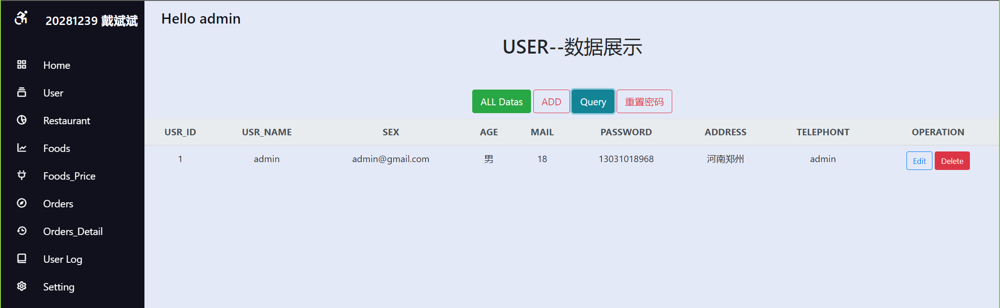 20281239 戴斌斌
Home
User
Restaurant
Foods
Foods_Price
Orders
Orders_Detail
User Log
Setting
Hello admin
USER--数据展示
ALL Datas ADD Query 重置密码
USR_ID USR_NAME SEX AGE MAIL PASSWORD ADDRESS TELEPHONT OPERATION
1 admin admin@gmail.com 男 18 13031018968 河南郑州 admin Edit Delete